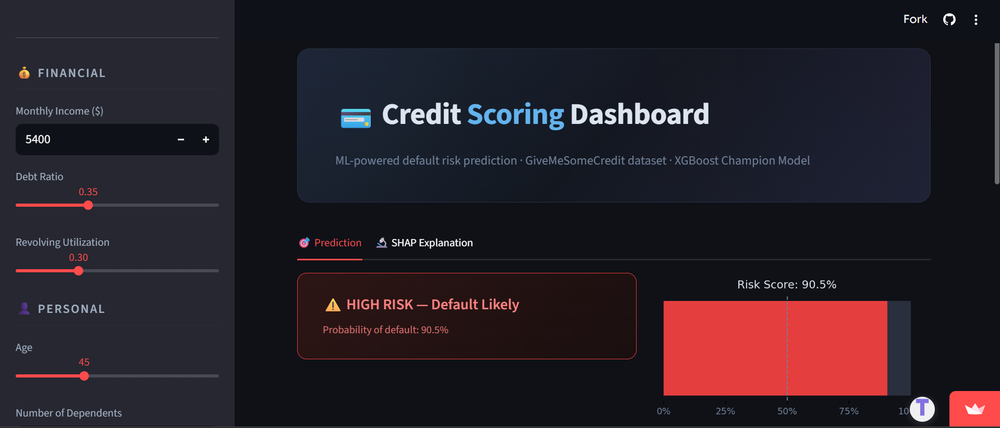 Fork
FINANCIAL
Monthly Income ($)
5400
Debt Ratio
0.35
Revolving Utilization
0.30
PERSONAL
Age
45
Number of Dependents
Credit Scoring Dashboard
ML-powered default risk prediction · GiveMeSomeCredit dataset · XGBoost Champion Model
Prediction
SHAP Explanation
HIGH RISK — Default Likely
Probability of default: 90.5%
Risk Score: 90.5%
0%
25%
50%
75%
10
T